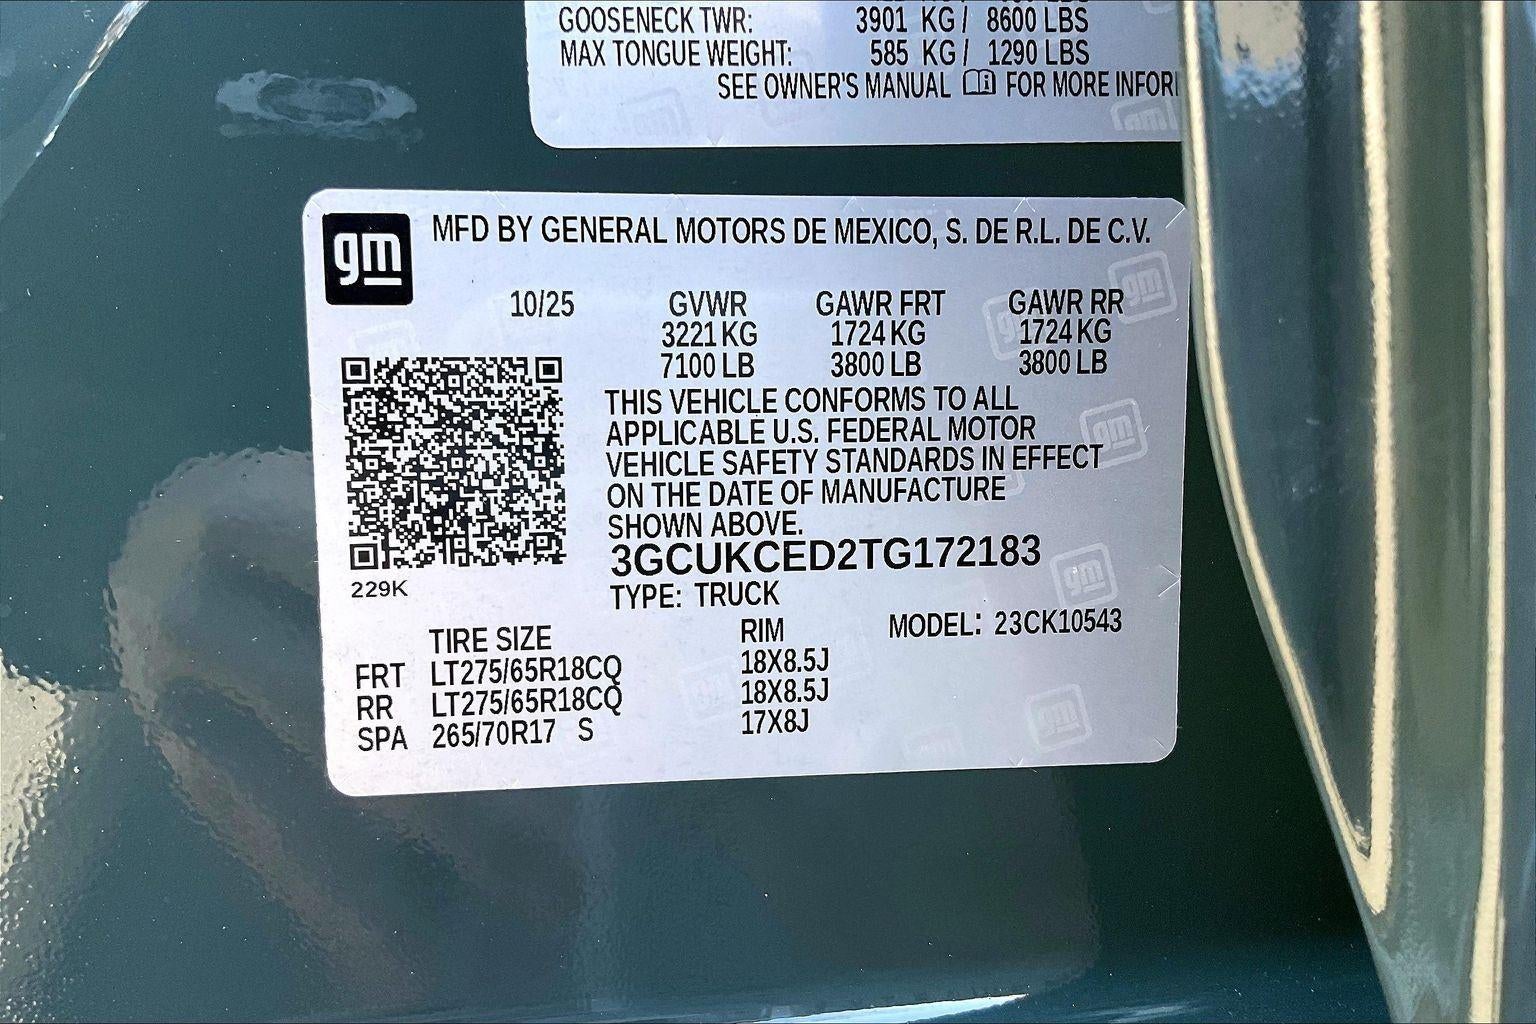 GOOSENECK TWR: 3901 KG / 8600 LBS
MAX TONGUE WEIGHT: 585 KG / 1290 LBS
SEE OWNER'S MANUAL FOR MORE INFOR
gm
MFD BY GENERAL MOTORS DE MEXICO, S. DE R.L. DE C.V.
10/25 GVWR GAWR FRT GAWR RR
3221 KG 1724 KG 1724 KG
7100 LB 3800 LB 3800 LB
THIS VEHICLE CONFORMS TO ALL
APPLICABLE U.S. FEDERAL MOTOR
VEHICLE SAFETY STANDARDS IN EFFECT
ON THE DATE OF MANUFACTURE
SHOWN ABOVE.
3GCUKCED2TG172183
229K
TYPE: TRUCK
TIRE SIZE RIM MODEL: 23CK10543
FRT LT275/65R18CQ 18X8.5J
RR LT275/65R18CQ 18X8.5J
SPA 265/70R17 S 17X8J